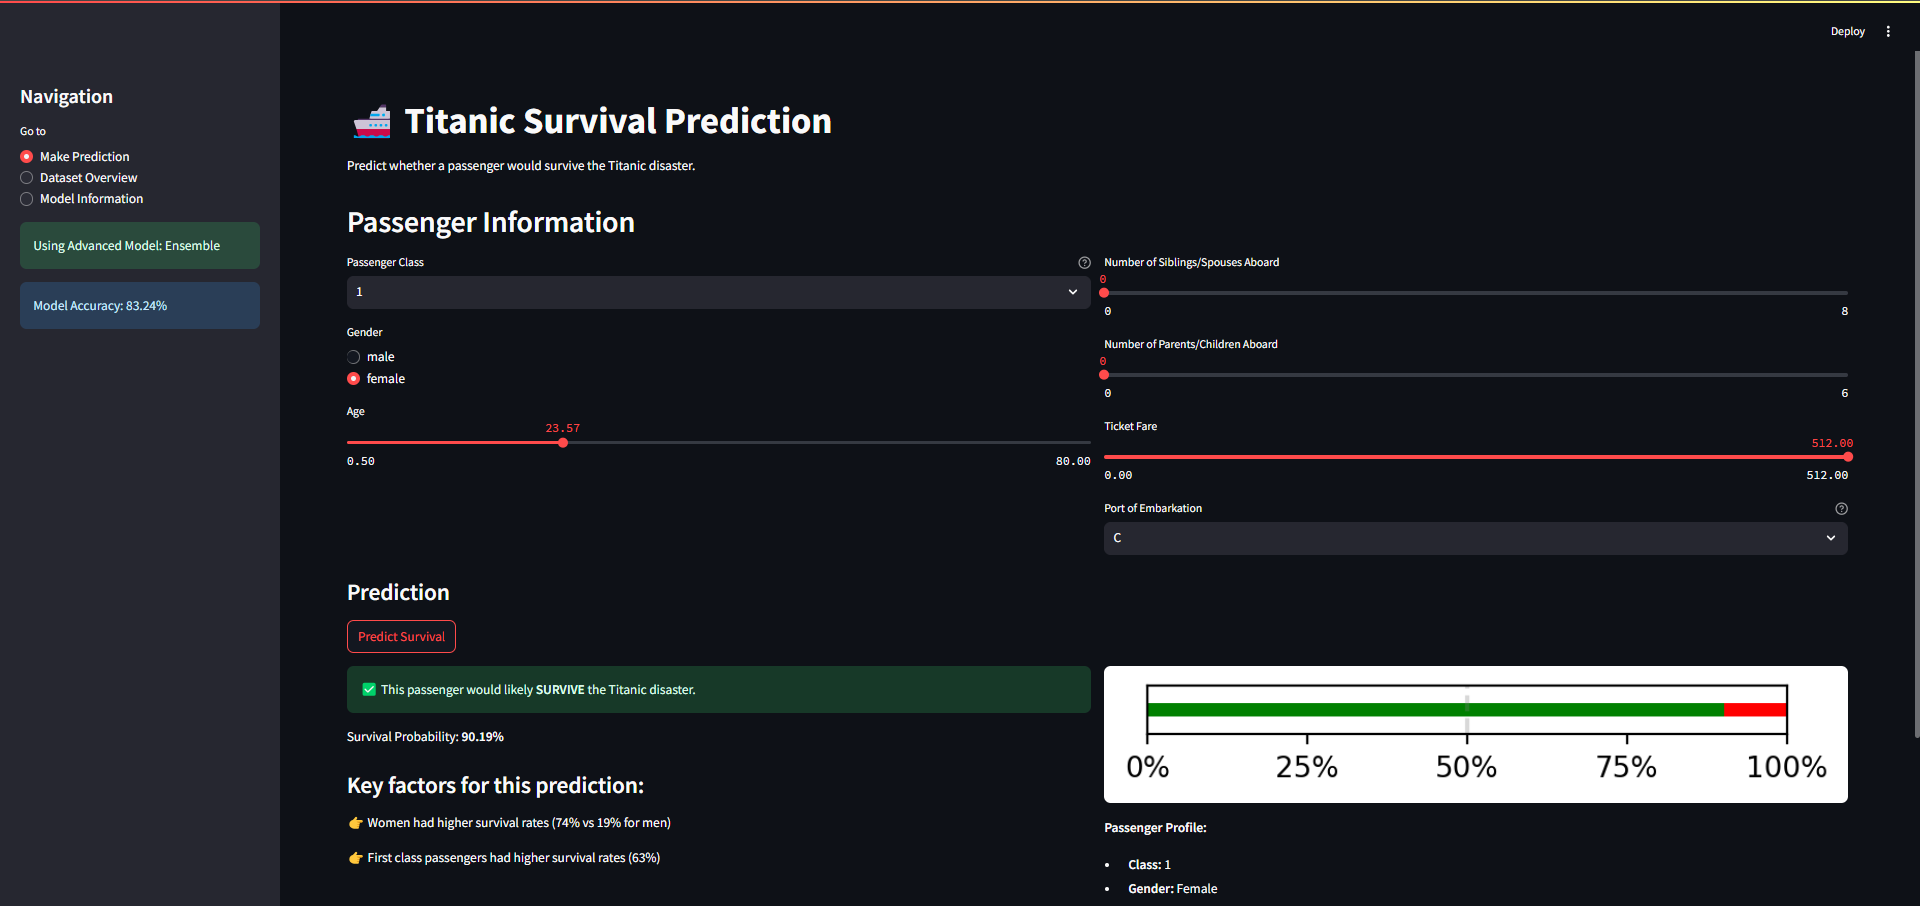 Deploy
Navigation
Go to
Make Prediction
Dataset Overview
Model Information
Using Advanced Model: Ensemble
Model Accuracy: 83.24%
Titanic Survival Prediction
Predict whether a passenger would survive the Titanic disaster.
Passenger Information
Passenger Class
1
Gender
male
female
Age
23.57
0.50 80.00
Number of Siblings/Spouses Aboard
0
0 8
Number of Parents/Children Aboard
0
0 6
Ticket Fare
512.00
0.00 512.00
Port of Embarkation
C
Prediction
Predict Survival
This passenger would likely SURVIVE the Titanic disaster.
Survival Probability: 90.19%
Key factors for this prediction:
Women had higher survival rates (74% vs 19% for men)
First class passengers had higher survival rates (63%)
0% 25% 50% 75% 100%
Passenger Profile:
• Class: 1
• Gender: Female